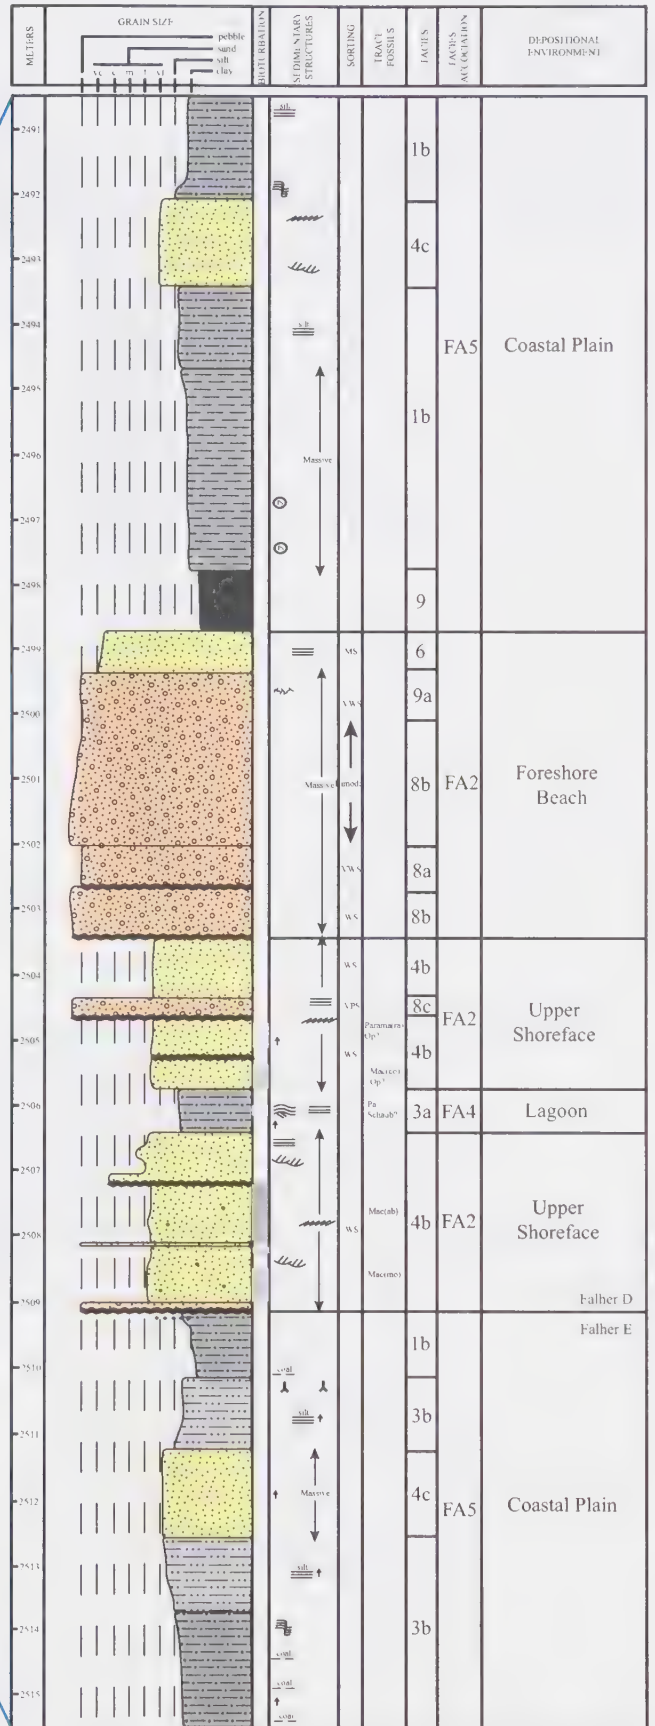 METERS
GRAIN SIZE
pebble
sand
silt
clay
vc c m f vf
BIOTURBATION
SEDIMENTARY
STRUCTURES
SORTING
TRACE
FOSSILS
FACIES
FACIES
ASSOCIATION
DEPOSITIONAL
ENVIRONMENT
2491
silt
1b
2492
4c
2493
2494
silt
FA5
Coastal Plain
2495
1b
2496
Massive
2497
2498
9
2499
MS
6
9a
2500
VWS
2501
Massive
8b
FA2
Foreshore
Beach
2502
VWS
8a
2503
WS
8b
2504
WS
4b
VPS
8c
FA2
Upper
Shoreface
2505
WS
4b
2506
3a
FA4
Lagoon
2507
2508
WS
4b
FA2
Upper
Shoreface
2509
Falher D
Falher E
1b
2510
coal
3b
silt
2511
2512
Massive
4c
FA5
Coastal Plain
2513
silt
3b
2514
coal
2515
coal
coal